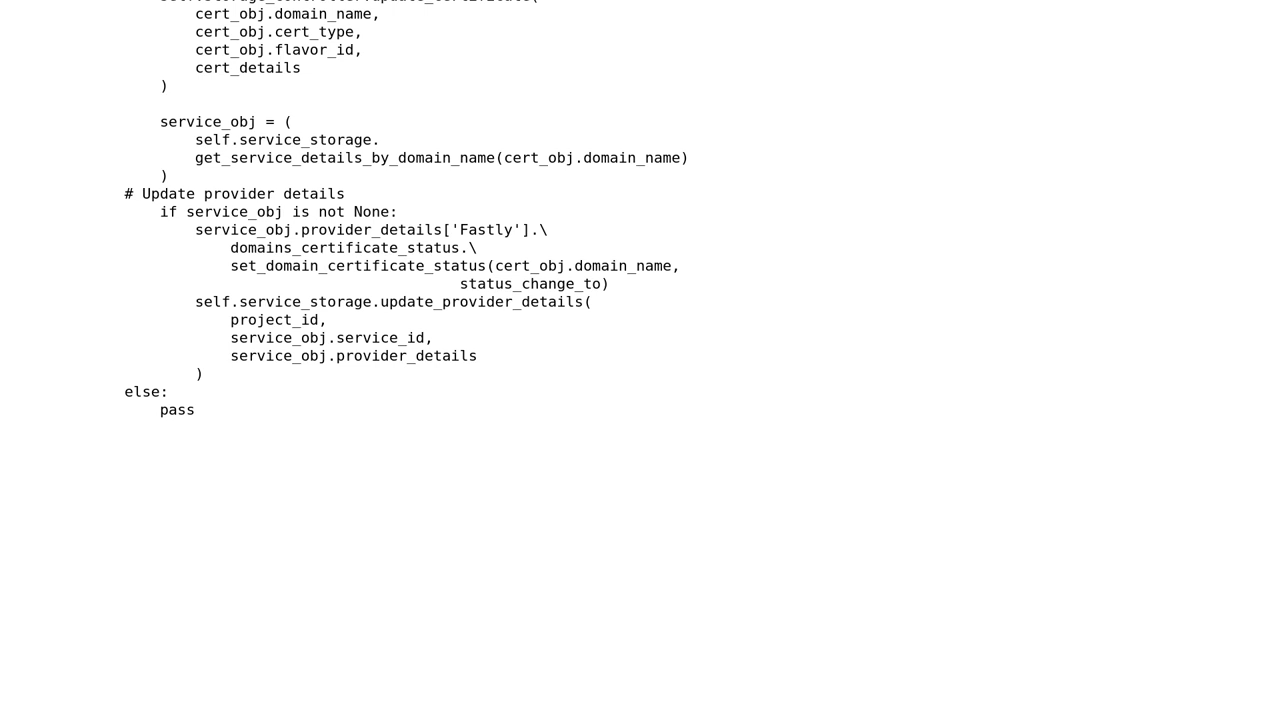 cert_obj.domain_name,
cert_obj.cert_type,
cert_obj.flavor_id,
cert_details
)
service_obj = (
self.service_storage.
get_service_details_by_domain_name(cert_obj.domain_name)
)
# Update provider details
if service_obj is not None:
service_obj.provider_details['Fastly'].\
domains_certificate_status.\
set_domain_certificate_status(cert_obj.domain_name,
status_change_to)
self.service_storage.update_provider_details(
project_id,
service_obj.service_id,
service_obj.provider_details
)
else:
pass